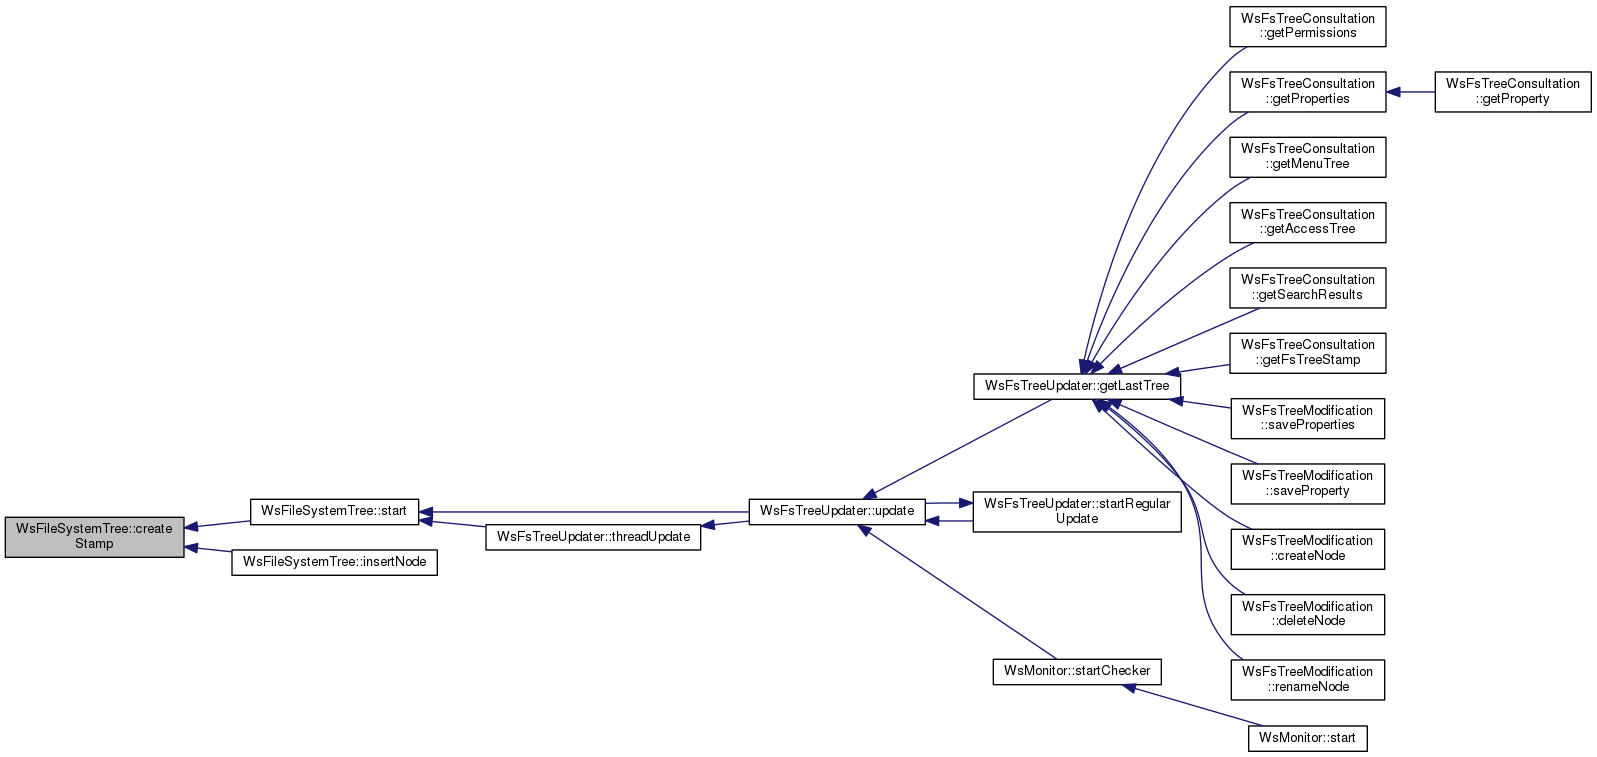 WsFsTreeConsultation
::getPermissions
WsFsTreeConsultation
::getProperties
WsFsTreeConsultation
::getProperty
WsFsTreeConsultation
::getMenuTree
WsFsTreeConsultation
::getAccessTree
WsFsTreeConsultation
::getSearchResults
WsFsTreeConsultation
::getFsTreeStamp
WsFsTreeUpdater::getLastTree
WsFsTreeModification
::saveProperties
WsFsTreeModification
::saveProperty
WsFileSystemTree::create
Stamp
WsFileSystemTree::start
WsFileSystemTree::insertNode
WsFsTreeUpdater::threadUpdate
WsFsTreeUpdater::update
WsFsTreeUpdater::startRegular
Update
WsFsTreeModification
::createNode
WsFsTreeModification
::deleteNode
WsMonitor::startChecker
WsFsTreeModification
::renameNode
WsMonitor::start